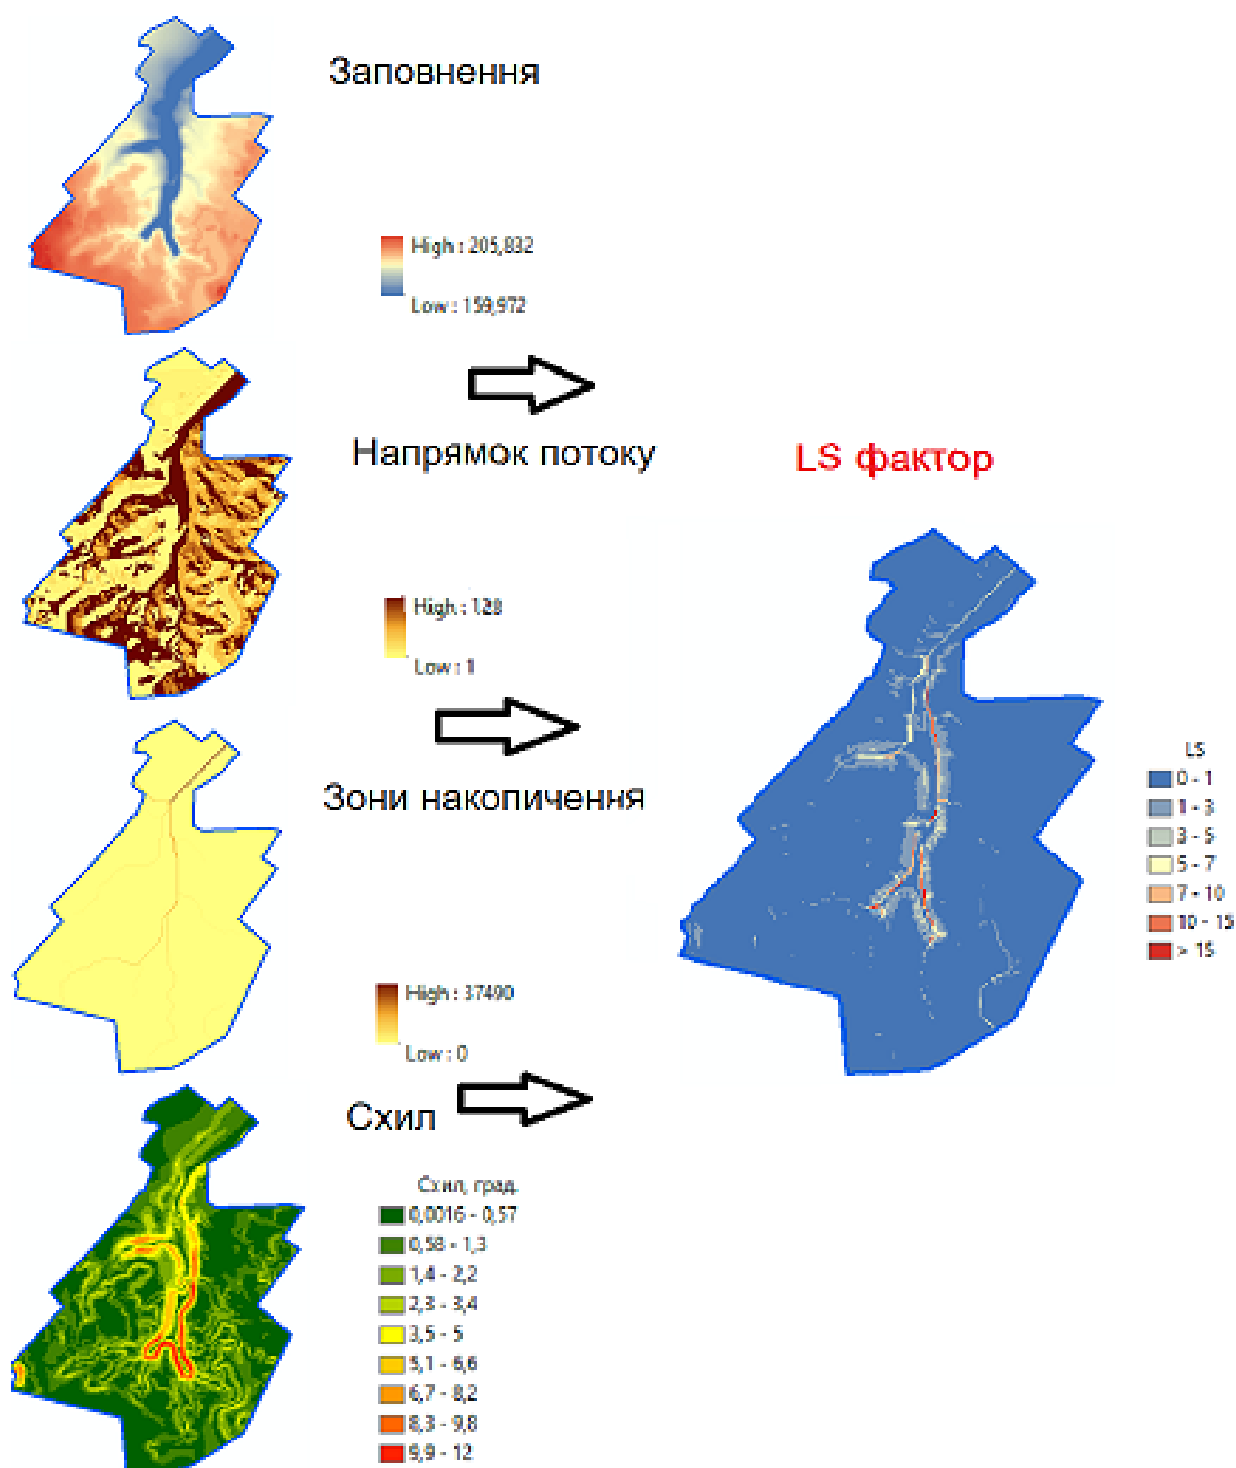 Заповнення
High : 205,832
Low : 159,972
Напрямок потоку
High : 128
Low : 1
Зони накопичення
High : 37490
Low : 0
Схил
Схил, град.
0,0016 - 0,57
0,58 - 1,3
1,4 - 2,2
2,3 - 3,4
3,5 - 5
5,1 - 6,6
6,7 - 8,2
8,3 - 9,8
9,9 - 12
LS фактор
LS
0 - 1
1 - 3
3 - 5
5 - 7
7 - 10
10 - 15
> 15